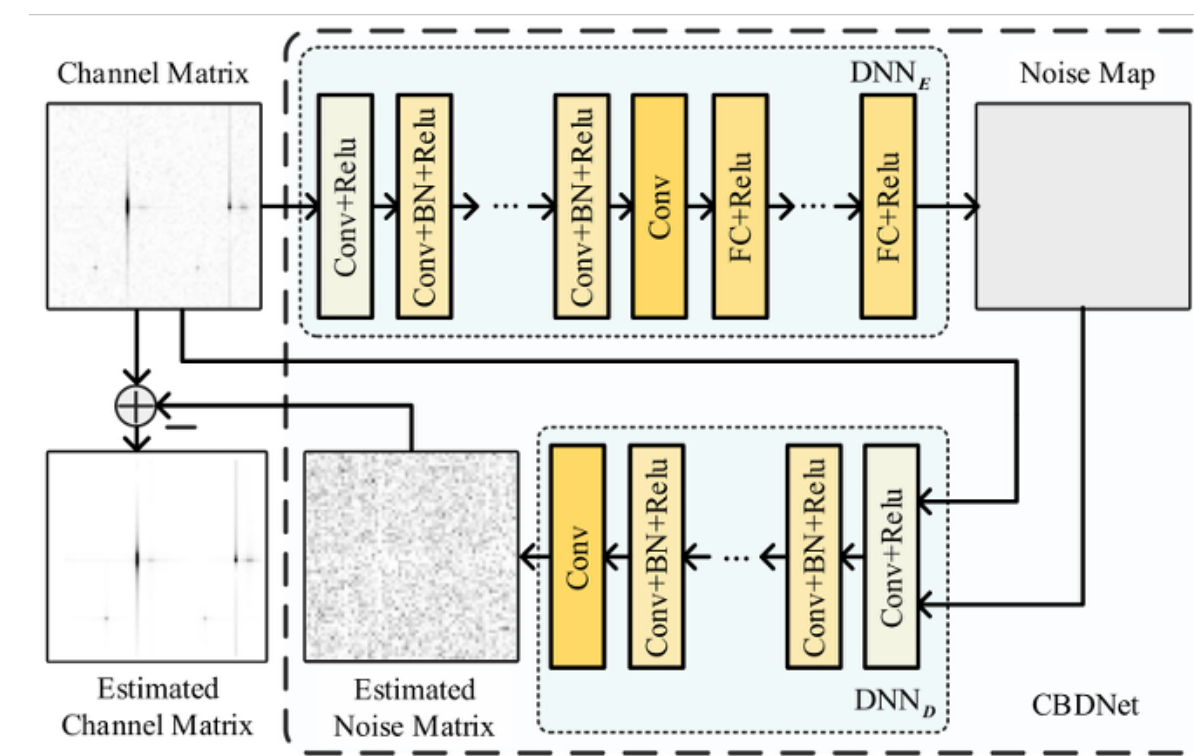 Channel Matrix
DNN_E
Noise Map
Conv+Relu
Conv+BN+Relu
...
Conv+BN+Relu
Conv
FC+Relu
...
FC+Relu
Conv
Conv+BN+Relu
...
Conv+BN+Relu
Conv+Relu
Estimated
Channel Matrix
Estimated
Noise Matrix
DNN_D
CBDNet